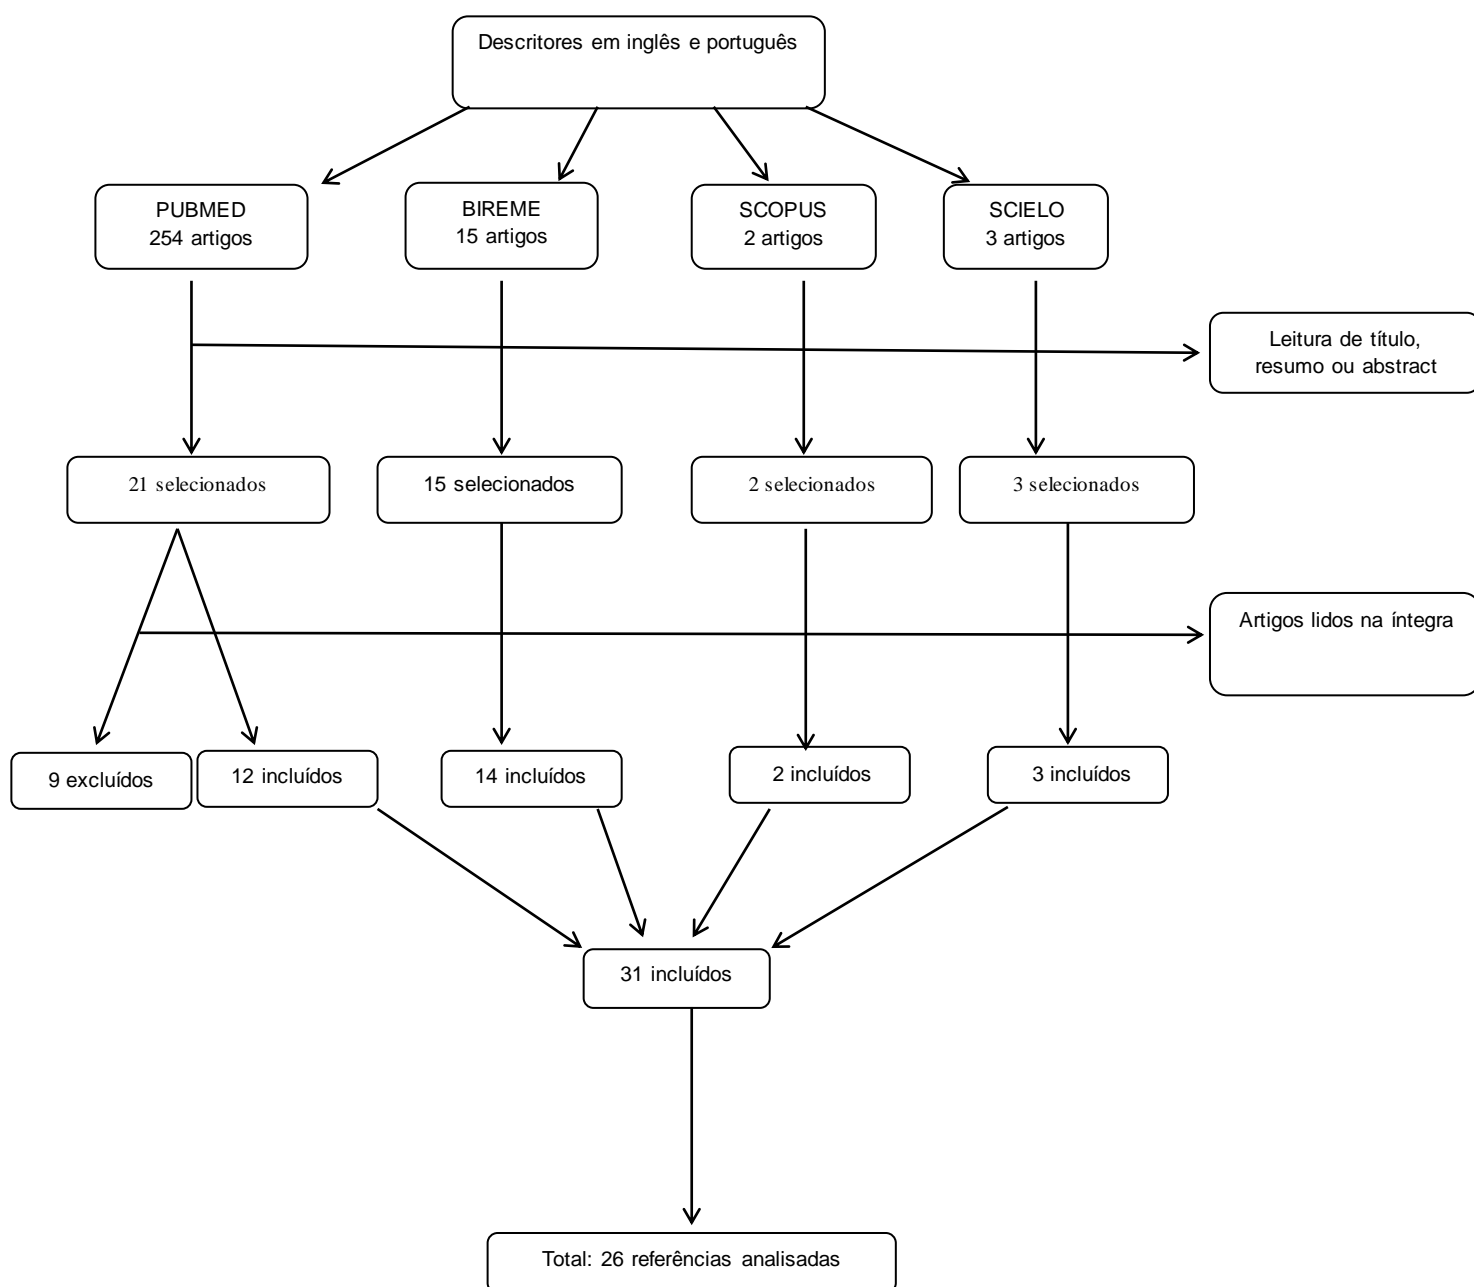 Descritores em inglês e português
PUBMED
254 artigos
BIREME
15 artigos
SCOPUS
2 artigos
SCIELO
3 artigos
Leitura de título,
resumo ou abstract
21 selecionados
15 selecionados
2 selecionados
3 selecionados
Artigos lidos na íntegra
9 excluídos
12 incluídos
14 incluídos
2 incluídos
3 incluídos
31 incluídos
Total: 26 referências analisadas